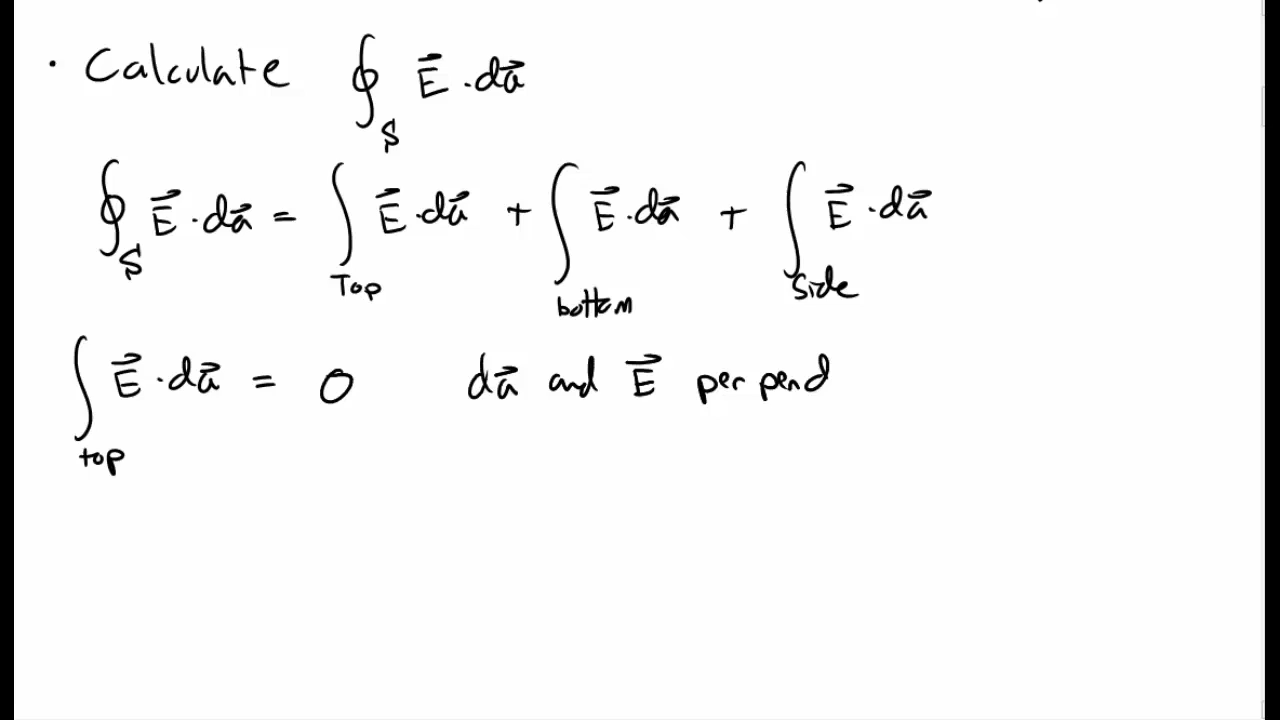 · Calculate ∮_S E⃗ · da⃗
∮_S E⃗ · da⃗ = ∫_Top E⃗ · da⃗ + ∫_bottom E⃗ · da⃗ + ∫_Side E⃗ · da⃗
∫_top E⃗ · da⃗ = 0 da⃗ and E⃗ perpend